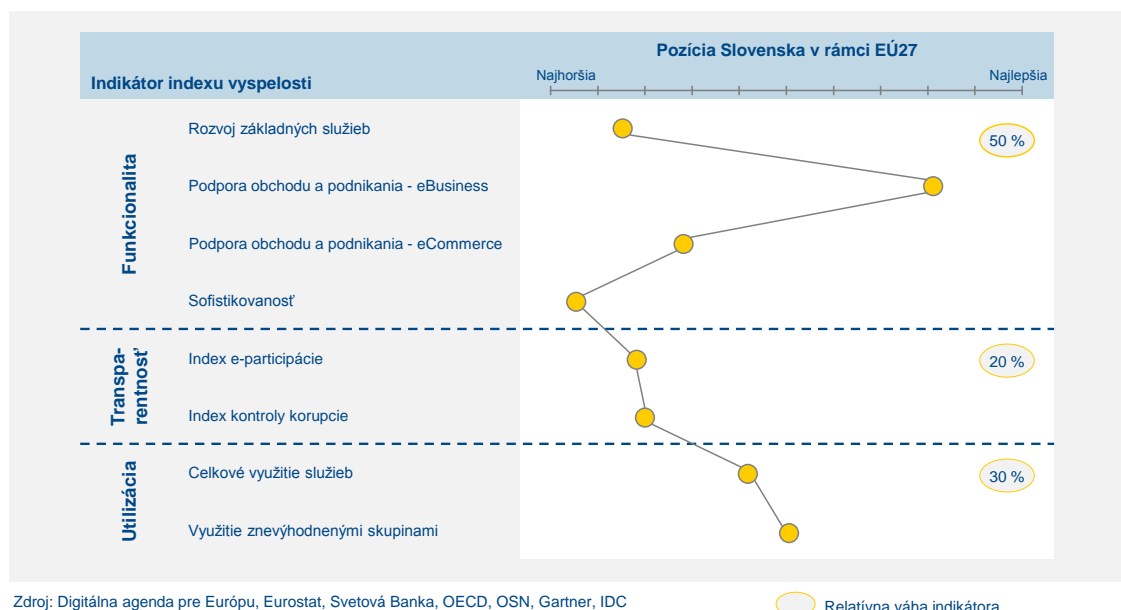 Pozícia Slovenska v rámci EÚ27
Indikátor indexu vyspelosti
Najhoršia
Najlepšia
Funkcionalita
Rozvoj základných služieb
50 %
Podpora obchodu a podnikania - eBusiness
Podpora obchodu a podnikania - eCommerce
Sofistikovanosť
Transpa-
rentnosť
Index e-participácie
20 %
Index kontroly korupcie
Utilizácia
Celkové využitie služieb
30 %
Využitie znevýhodnenými skupinami
Zdroj: Digitálna agenda pre Európu, Eurostat, Svetová Banka, OECD, OSN, Gartner, IDC
Relatívna váha indikátora